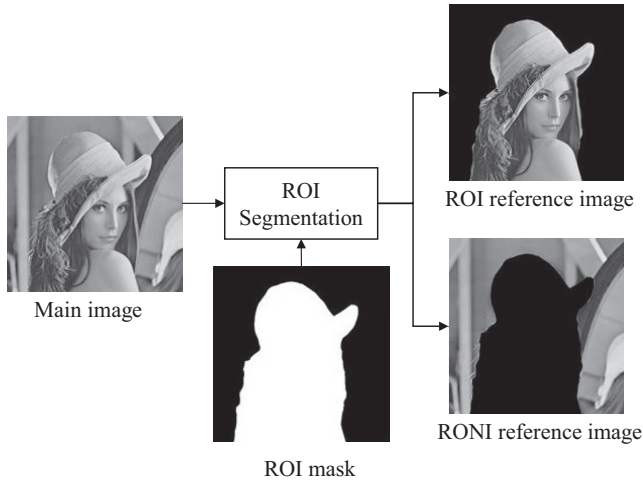 ROI
Segmentation
ROI reference image
Main image
RONI reference image
ROI mask